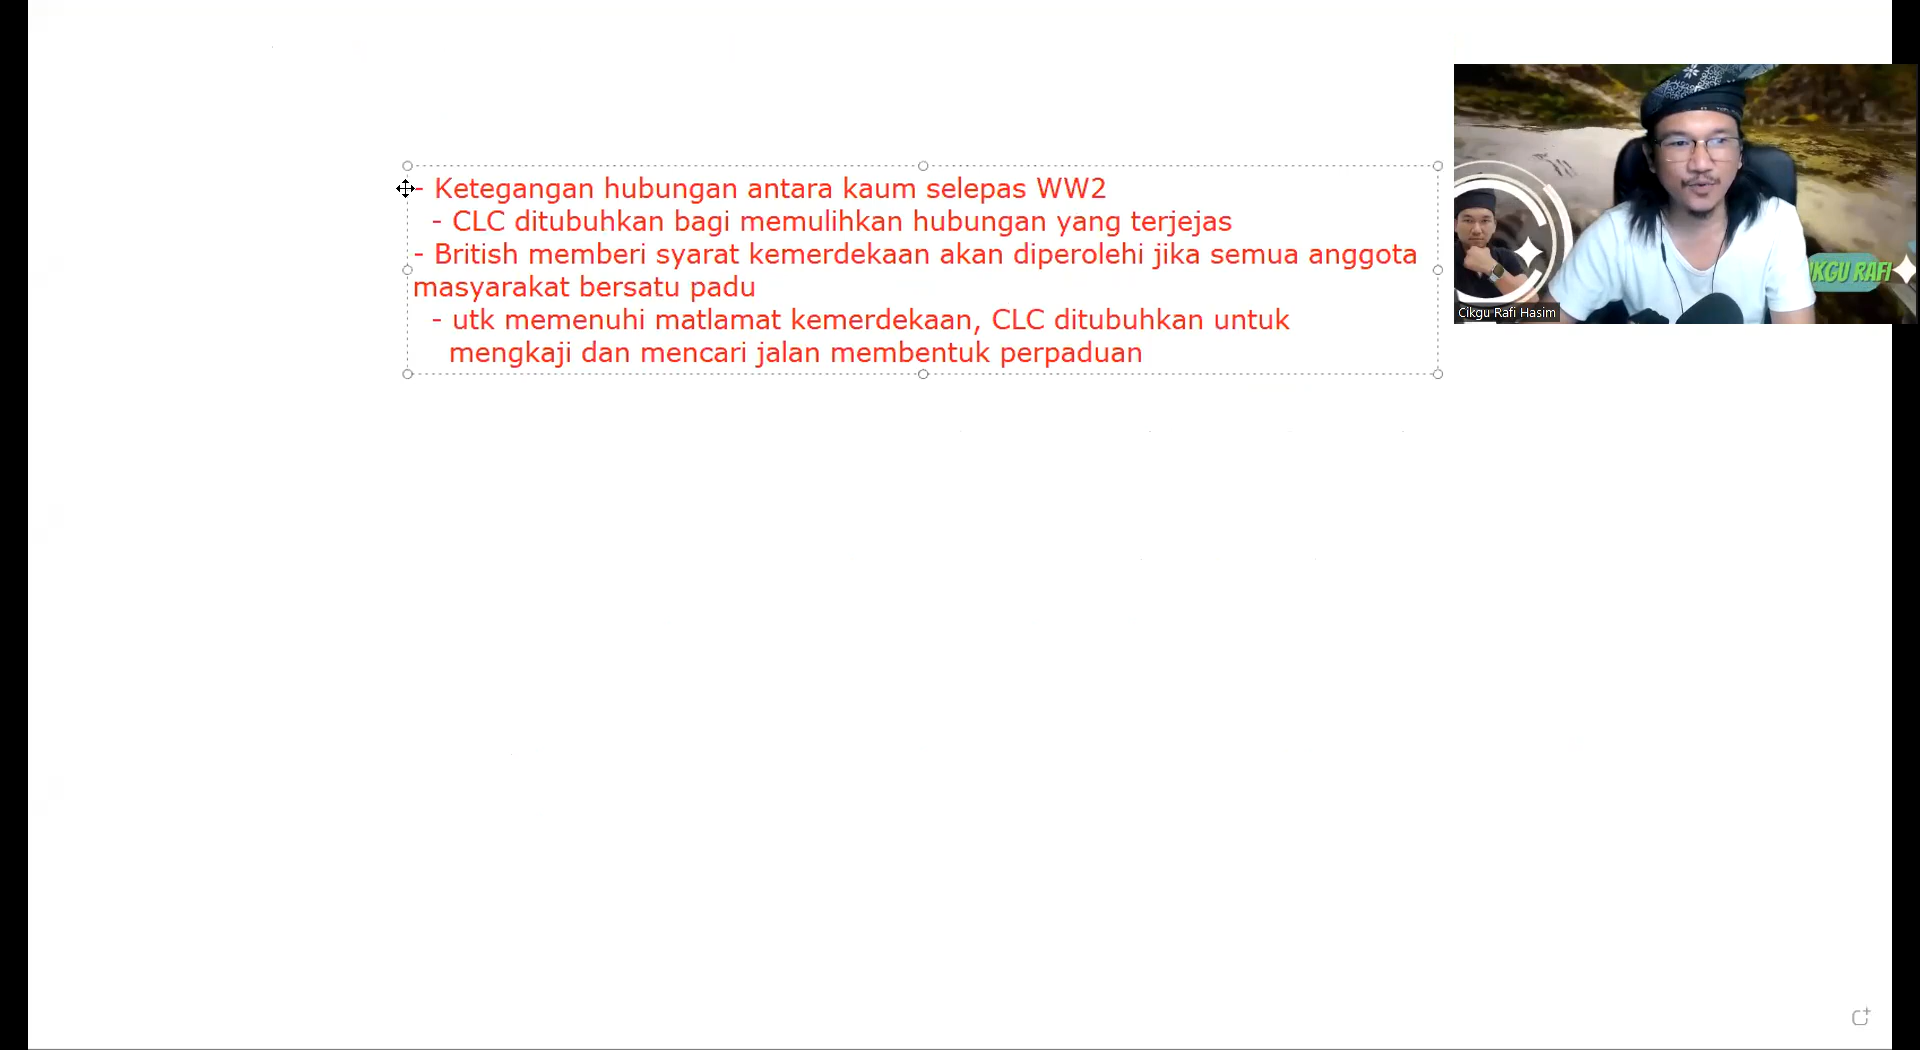 - Ketegangan hubungan antara kaum selepas WW2
- CLC ditubuhkan bagi memulihkan hubungan yang terjejas
- British memberi syarat kemerdekaan akan diperolehi jika semua anggota
masyarakat bersatu padu
- utk memenuhi matlamat kemerdekaan, CLC ditubuhkan untuk
mengkaji dan mencari jalan membentuk perpaduan
IKGU RAFI
Cikgu Rafi Hasim